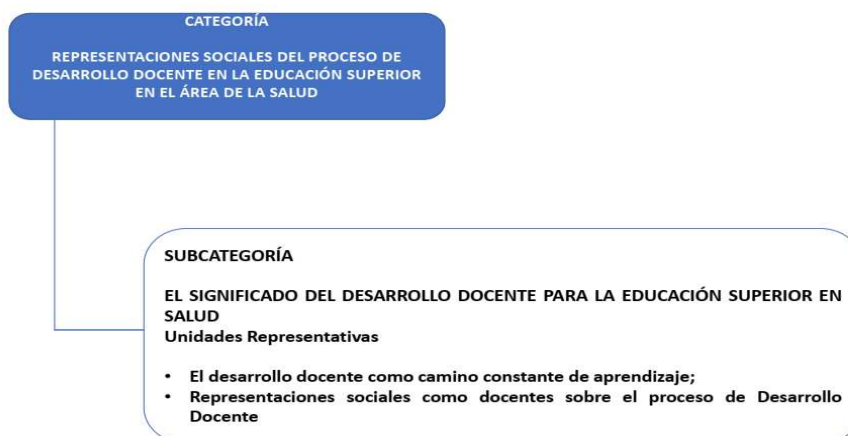 CATEGORÍA
REPRESENTACIONES SOCIALES DEL PROCESO DE
DESARROLLO DOCENTE EN LA EDUCACIÓN SUPERIOR
EN EL ÁREA DE LA SALUD
SUBCATEGORÍA
EL SIGNIFICADO DEL DESARROLLO DOCENTE PARA LA EDUCACIÓN SUPERIOR EN
SALUD
Unidades Representativas
• El desarrollo docente como camino constante de aprendizaje;
• Representaciones sociales como docentes sobre el proceso de Desarrollo
Docente